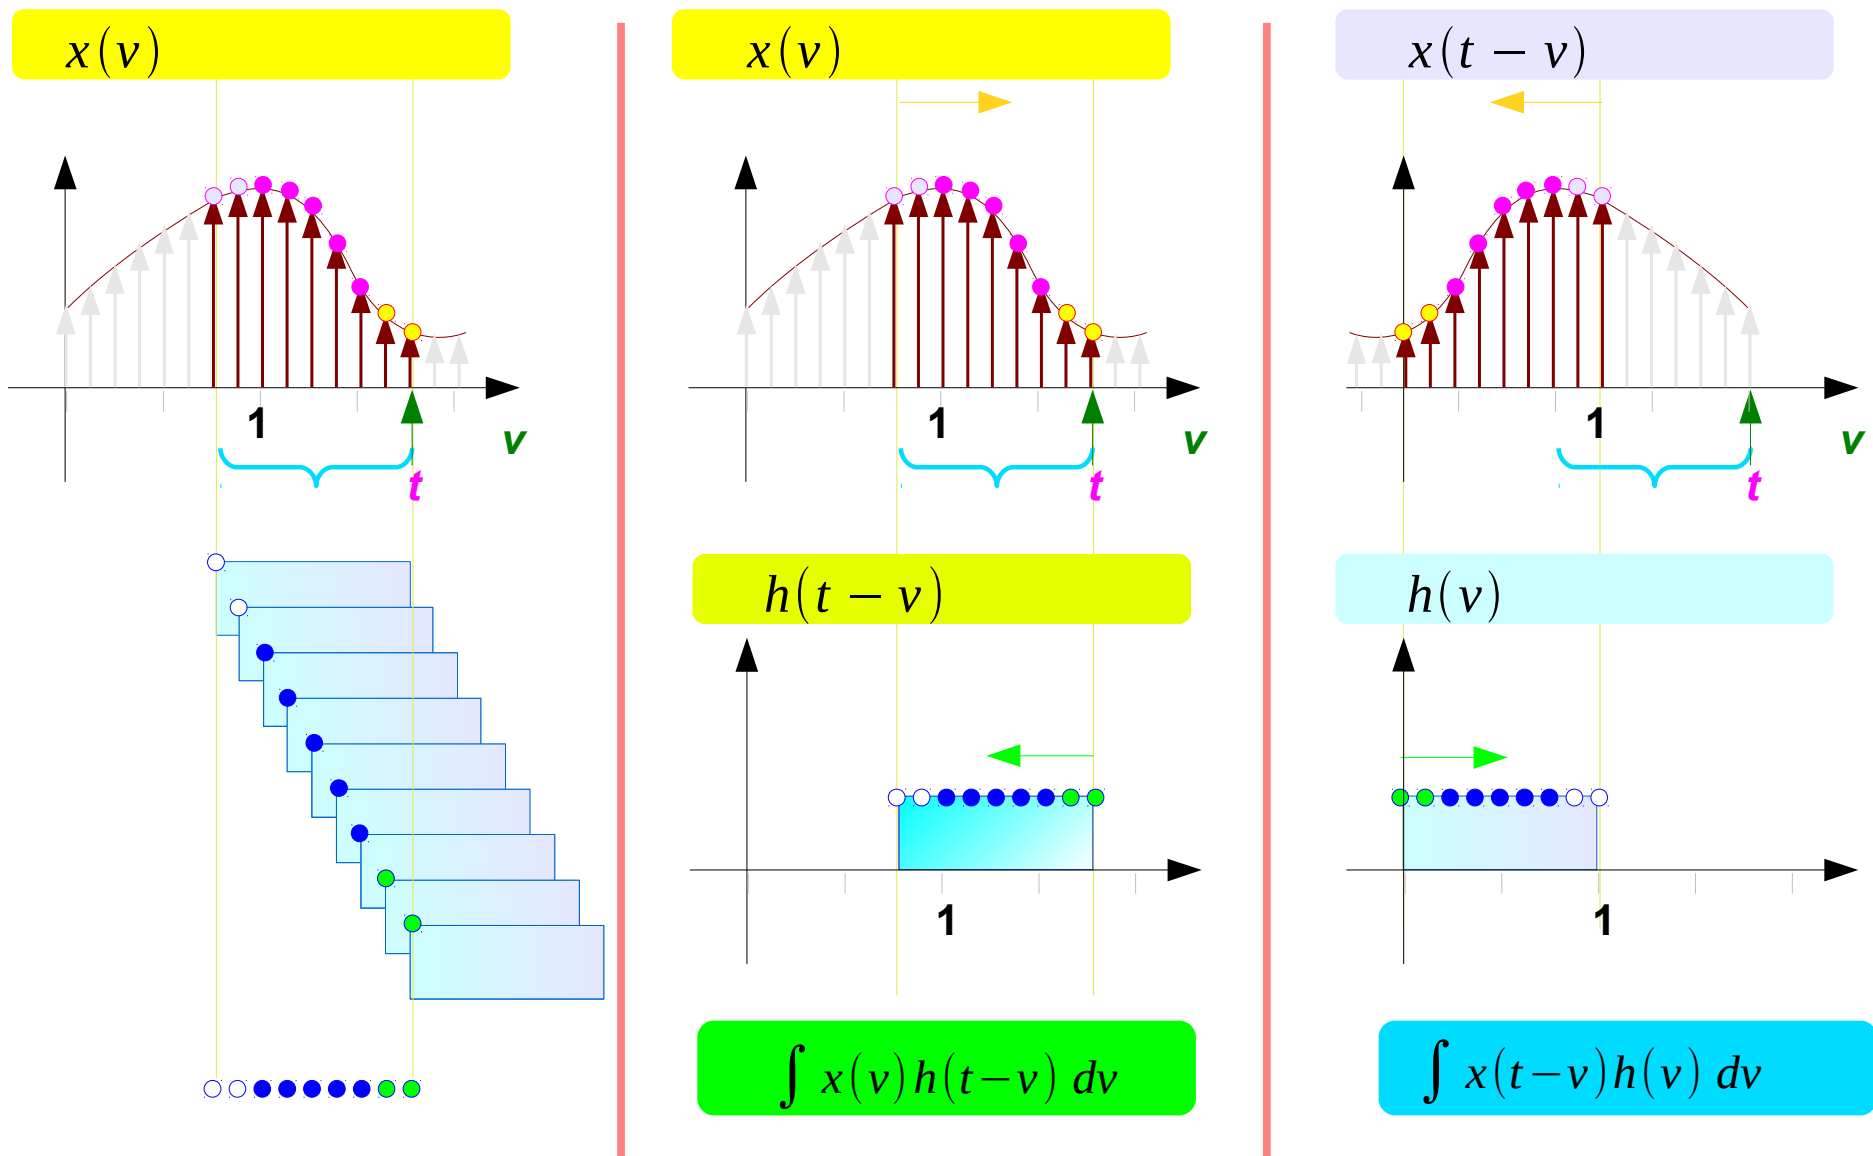 x(v)
1
v
t
x(v)
1
v
t
h(t − v)
1
∫ x(v)h(t−v) dv
x(t − v)
1
v
t
h(v)
1
∫ x(t−v)h(v) dv